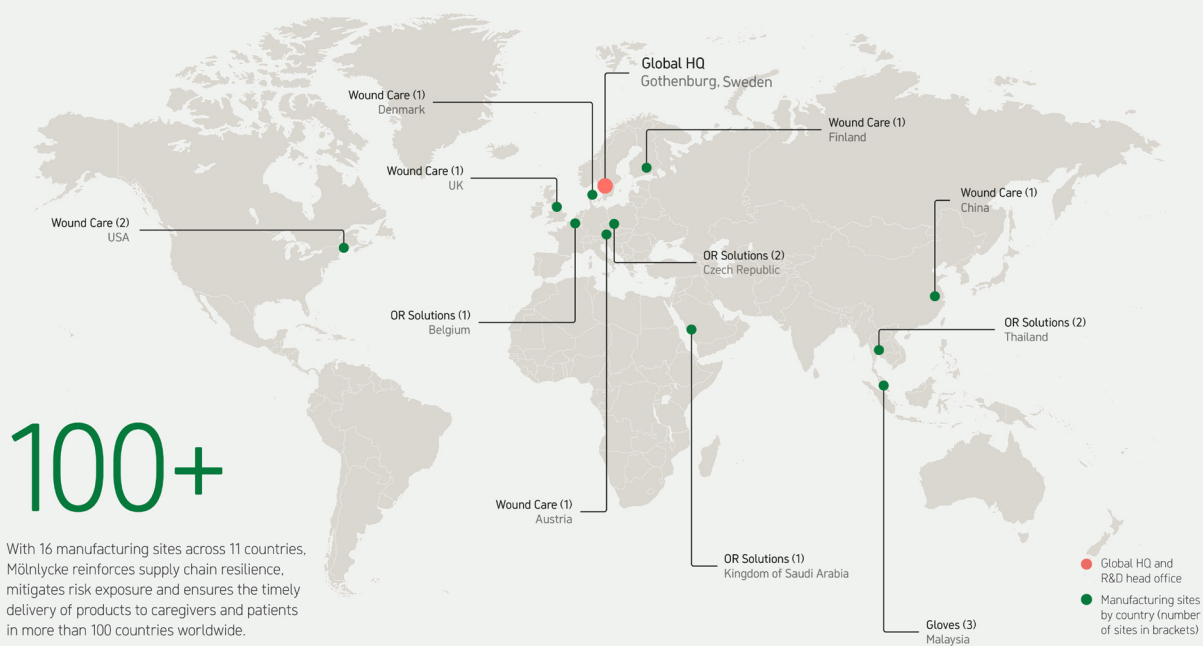 Global HQ
Gothenburg, Sweden
Wound Care (1)
Denmark
Wound Care (1)
Finland
Wound Care (1)
UK
Wound Care (1)
China
Wound Care (2)
USA
OR Solutions (2)
Czech Republic
OR Solutions (1)
Belgium
OR Solutions (2)
Thailand
100+
With 16 manufacturing sites across 11 countries,
Mölnlycke reinforces supply chain resilience,
mitigates risk exposure and ensures the timely
delivery of products to caregivers and patients
in more than 100 countries worldwide.
Wound Care (1)
Austria
OR Solutions (1)
Kingdom of Saudi Arabia
Gloves (3)
Malaysia
Global HQ and
R&D head office
Manufacturing sites
by country (number
of sites in brackets)